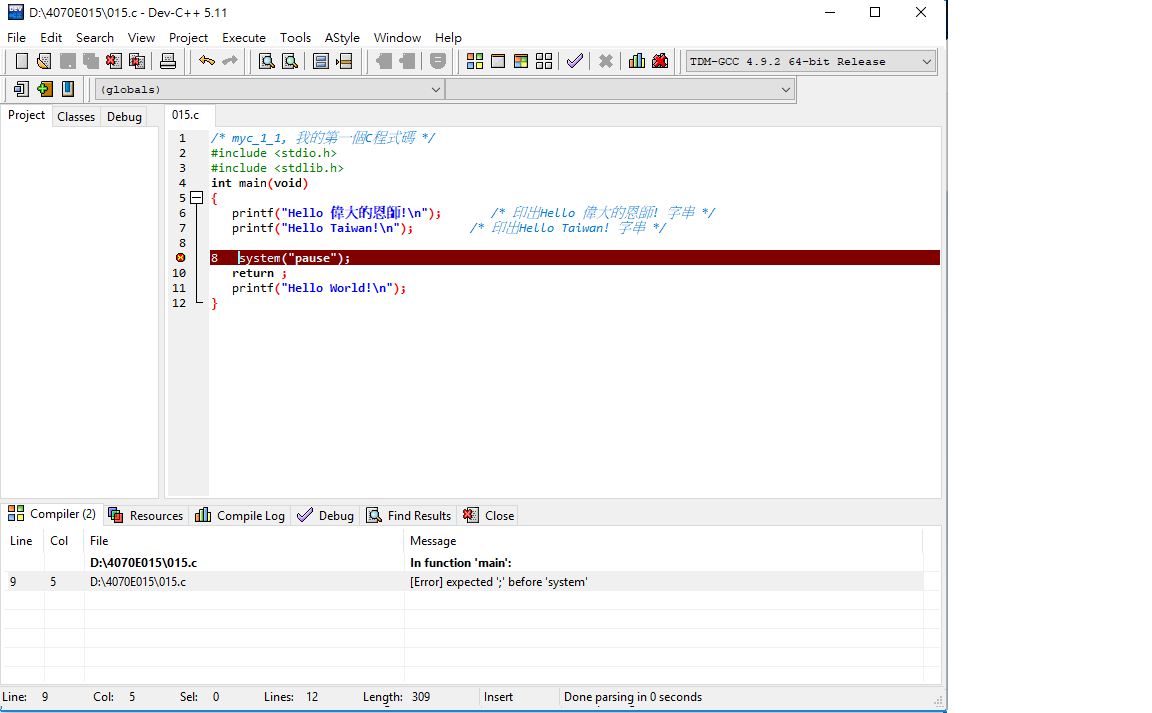 D:\4070E015\015.c - Dev-C++ 5.11
File Edit Search View Project Execute Tools AStyle Window Help
TDM-GCC 4.9.2 64-bit Release
(globals)
Project Classes Debug
015.c
1 /* myc_1_1, 我的第一個C程式碼 */
2 #include <stdio.h>
3 #include <stdlib.h>
4 int main(void)
5 {
6 printf("Hello 偉大的恩師!\n"); /* 印出Hello 偉大的恩師! 字串 */
7 printf("Hello Taiwan!\n"); /* 印出Hello Taiwan! 字串 */
8
8 system("pause");
10 return ;
11 printf("Hello World!\n");
12 }
Compiler (2) Resources Compile Log Debug Find Results Close
Line Col File Message
D:\4070E015\015.c In function 'main':
9 5 D:\4070E015\015.c [Error] expected ';' before 'system'
Line: 9 Col: 5 Sel: 0 Lines: 12 Length: 309 Insert Done parsing in 0 seconds